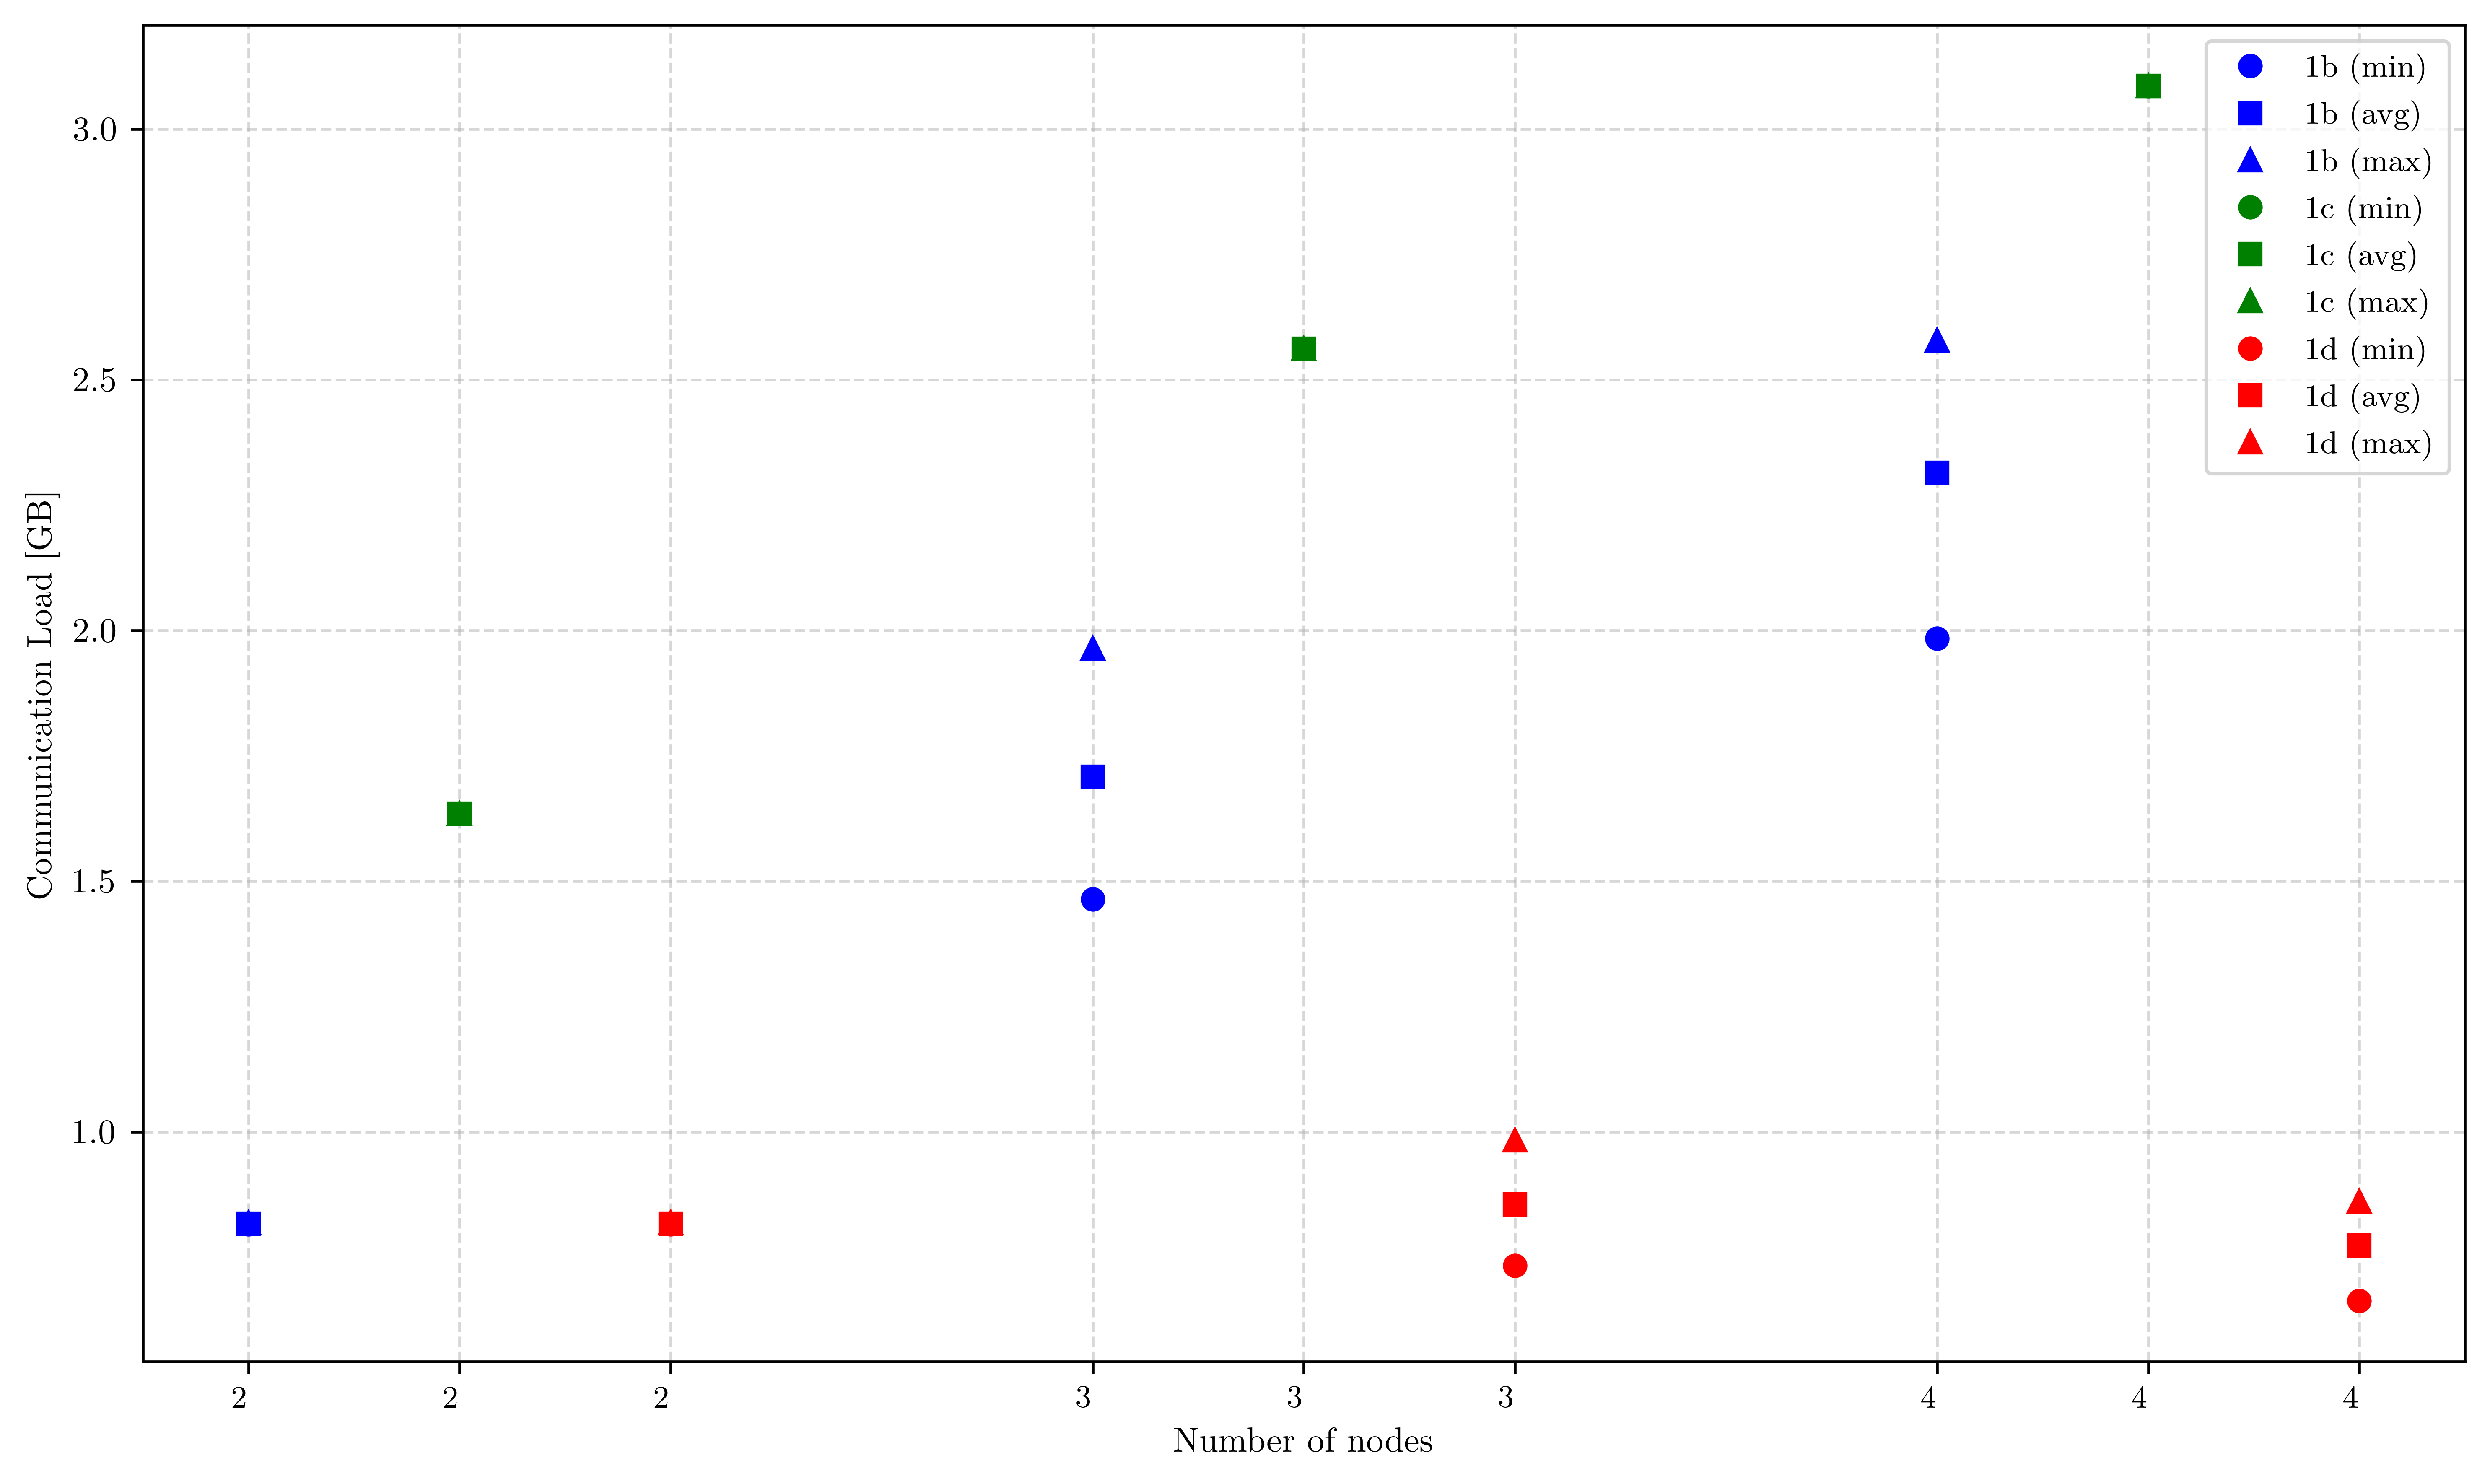 Communication Load [GB]
3.0
2.5
2.0
1.5
1.0
2
2
2
3
3
3
4
4
4
Number of nodes
1b (min)
1b (avg)
1b (max)
1c (min)
1c (avg)
1c (max)
1d (min)
1d (avg)
1d (max)